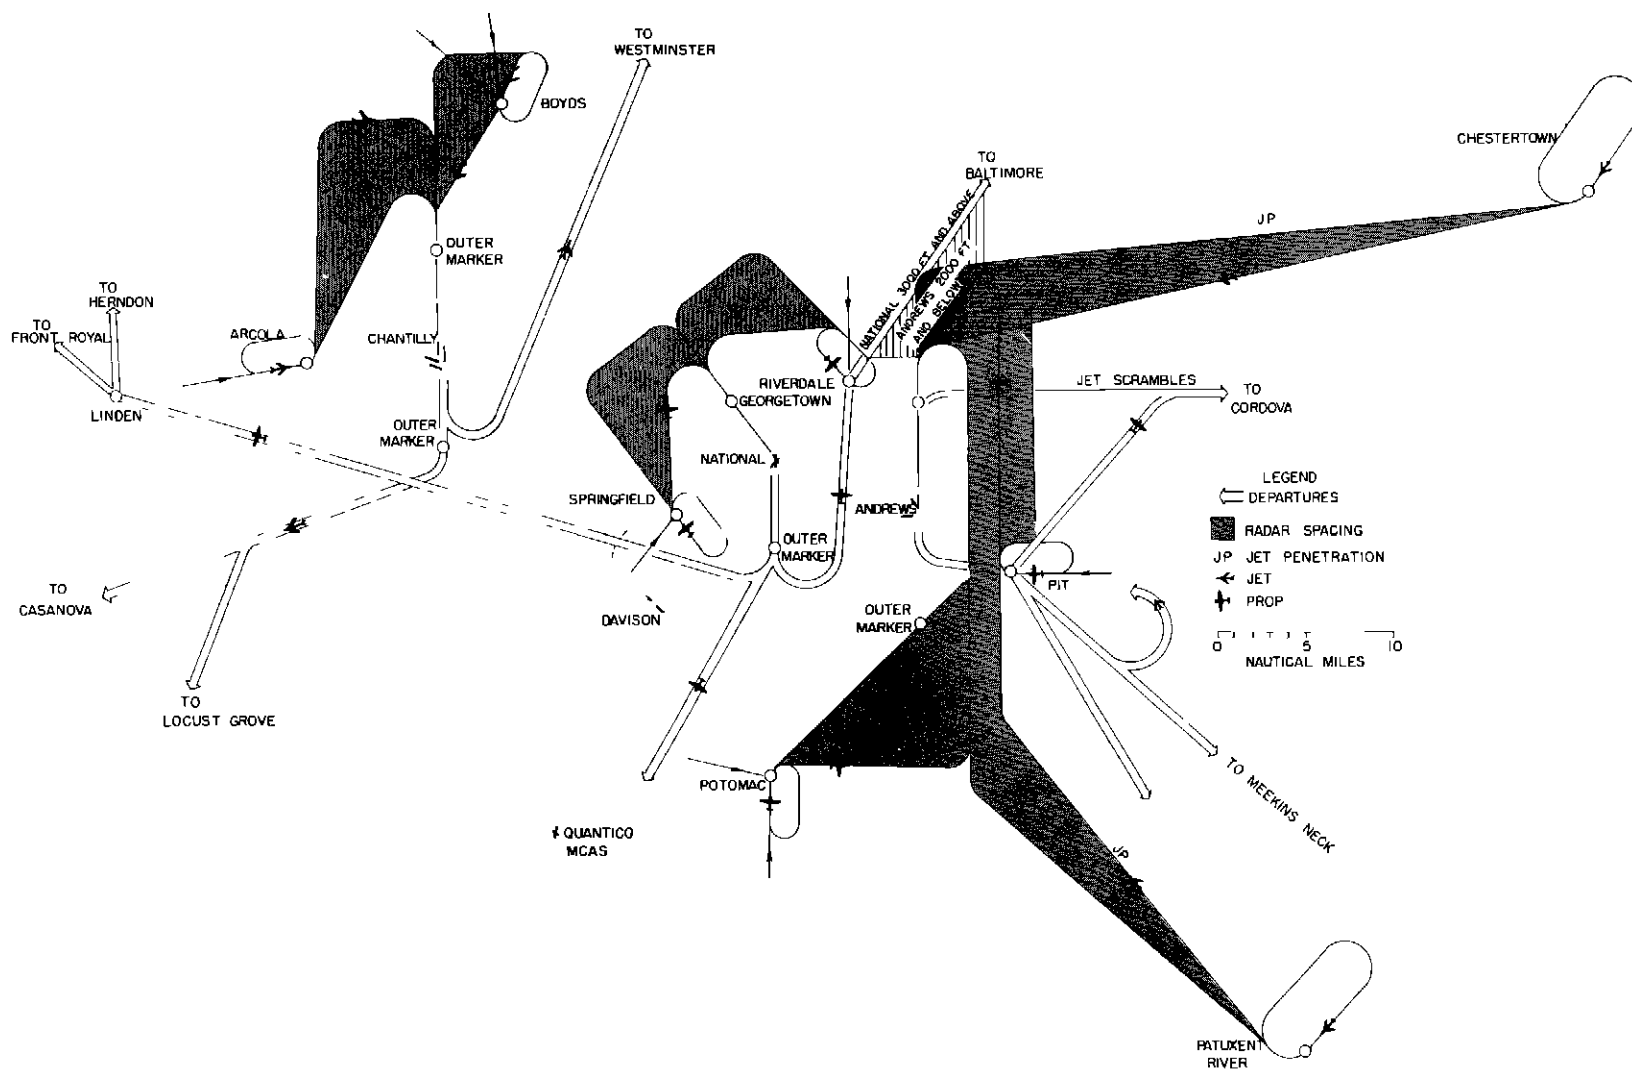 TO
WESTMINSTER
BOYDS
CHESTERTOWN
TO
BALTIMORE
JP
NATIONAL 3000 FT AND ABOVE
ANDREWS 2000 FT
AND BELOW
OUTER
MARKER
TO
HERNDON
TO
FRONT ROYAL
ARCOLA
CHANTILLY
LINDEN
RIVERDALE
GEORGETOWN
JET SCRAMBLES
TO
CORDOVA
OUTER
MARKER
NATIONAL
SPRINGFIELD
ANDREWS
LEGEND
DEPARTURES
RADAR SPACING
JP JET PENETRATION
JET
PROP
0 5 10
NAUTICAL MILES
OUTER
MARKER
PIT
TO
CASANOVA
DAVISON
OUTER
MARKER
TO
LOCUST GROVE
POTOMAC
TO MEEKINS NECK
QUANTICO
MCAS
JP
PATUXENT
RIVER